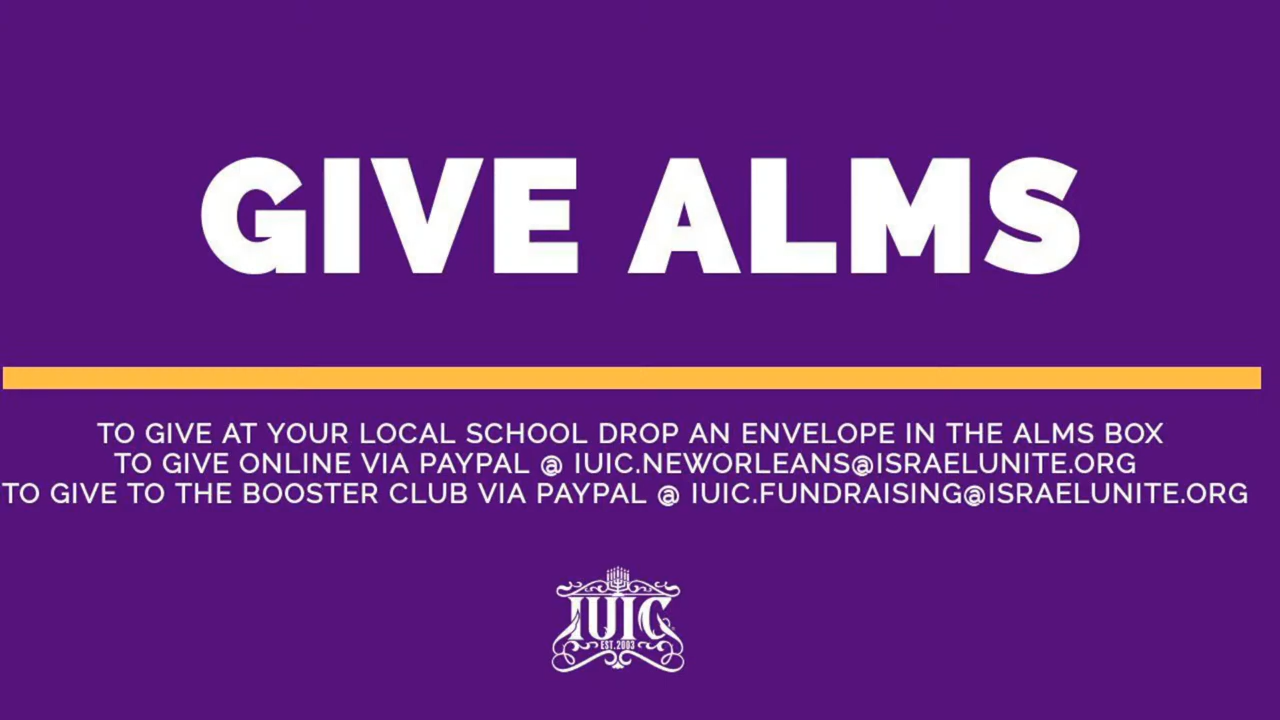 GIVE ALMS
TO GIVE AT YOUR LOCAL SCHOOL DROP AN ENVELOPE IN THE ALMS BOX
TO GIVE ONLINE VIA PAYPAL @ IUIC.NEWORLEANS@ISRAELUNITE.ORG
TO GIVE TO THE BOOSTER CLUB VIA PAYPAL @ IUIC.FUNDRAISING@ISRAELUNITE.ORG
IUIC
EST.2003